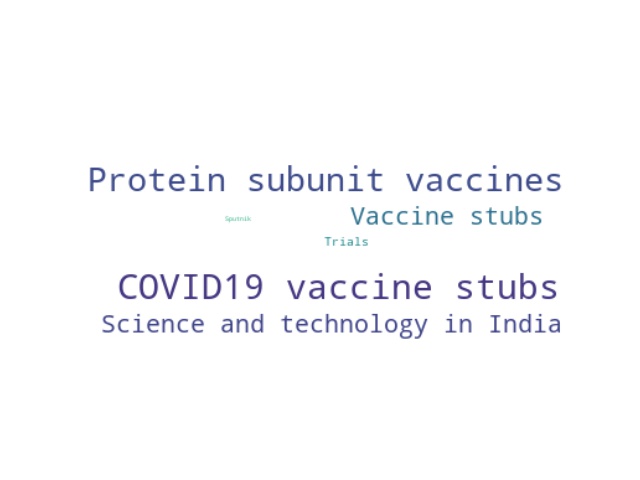 Protein subunit vaccines
Sputnik Vaccine stubs
Trials
COVID19 vaccine stubs
Science and technology in India